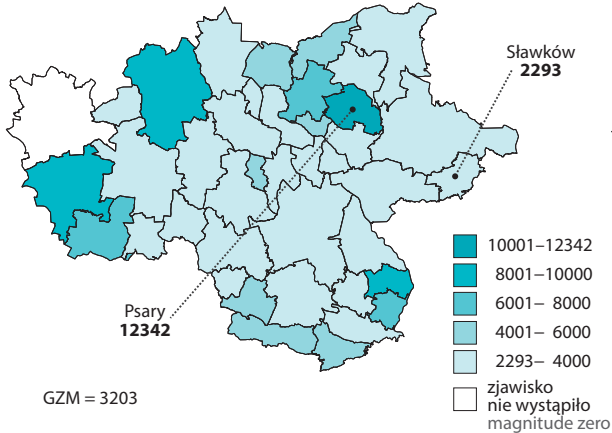 Sławków
2293
Psary
12342
GZM = 3203
10001–12342
8001–10000
6001– 8000
4001– 6000
2293– 4000
zjawisko
nie wystąpiło
magnitude zero